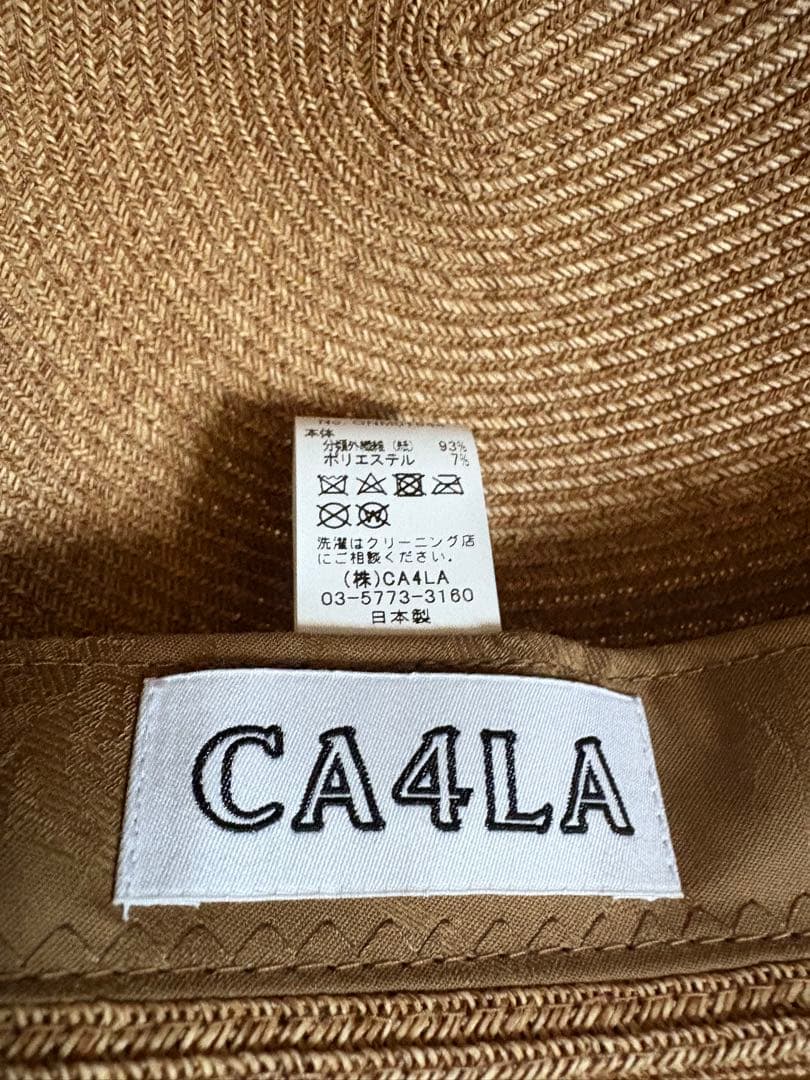 本体
分類外繊維(紙) 93%
ポリエステル 7%
洗濯はクリーニング店
にご相談ください。
(株)CA4LA
03-5773-3160
日本製
CA4LA